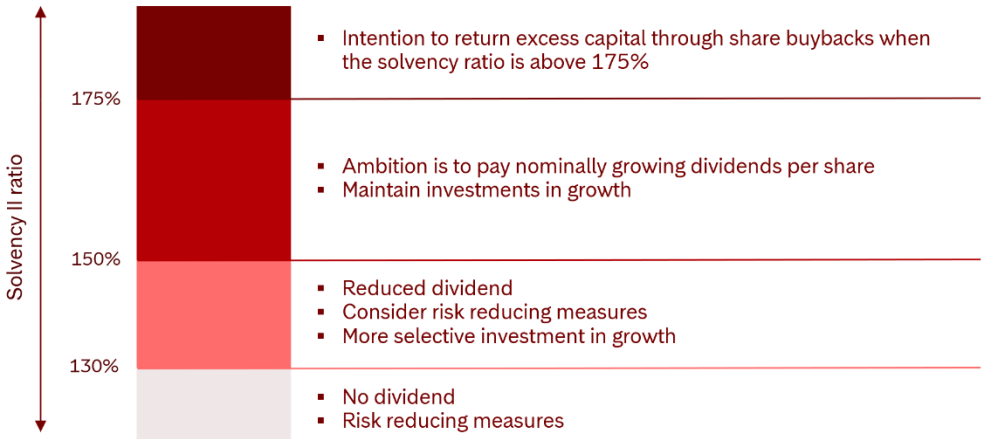 Solvency II ratio
▪ Intention to return excess capital through share buybacks when
the solvency ratio is above 175%
175%
▪ Ambition is to pay nominally growing dividends per share
▪ Maintain investments in growth
150%
▪ Reduced dividend
▪ Consider risk reducing measures
▪ More selective investment in growth
130%
▪ No dividend
▪ Risk reducing measures